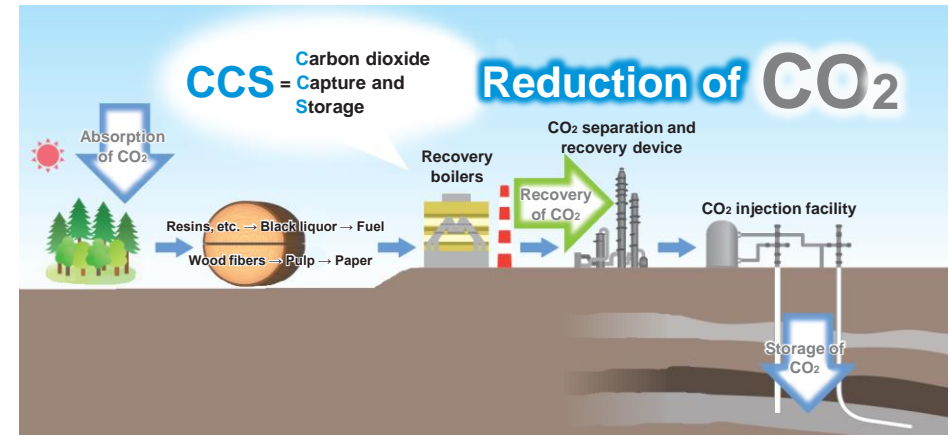 CCS = Carbon dioxide
Capture and
Storage
Reduction of CO₂
Absorption
of CO₂
Resins, etc. → Black liquor → Fuel
Wood fibers → Pulp → Paper
Recovery
boilers
Recovery
of CO₂
CO₂ separation and
recovery device
CO₂ injection facility
Storage of
CO₂